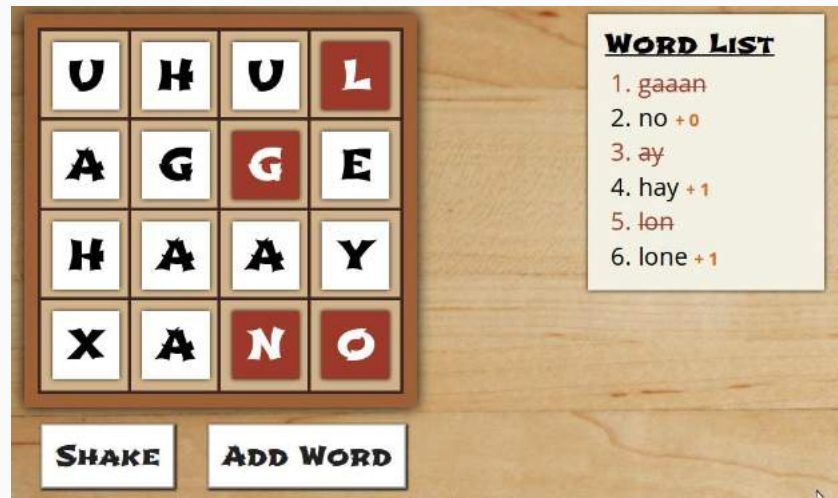 U H U L
A G G E
H A A Y
X A N O
WORD LIST
1. gaaan
2. no +0
3. ay
4. hay +1
5. lon
6. lone +1
SHAKE
ADD WORD